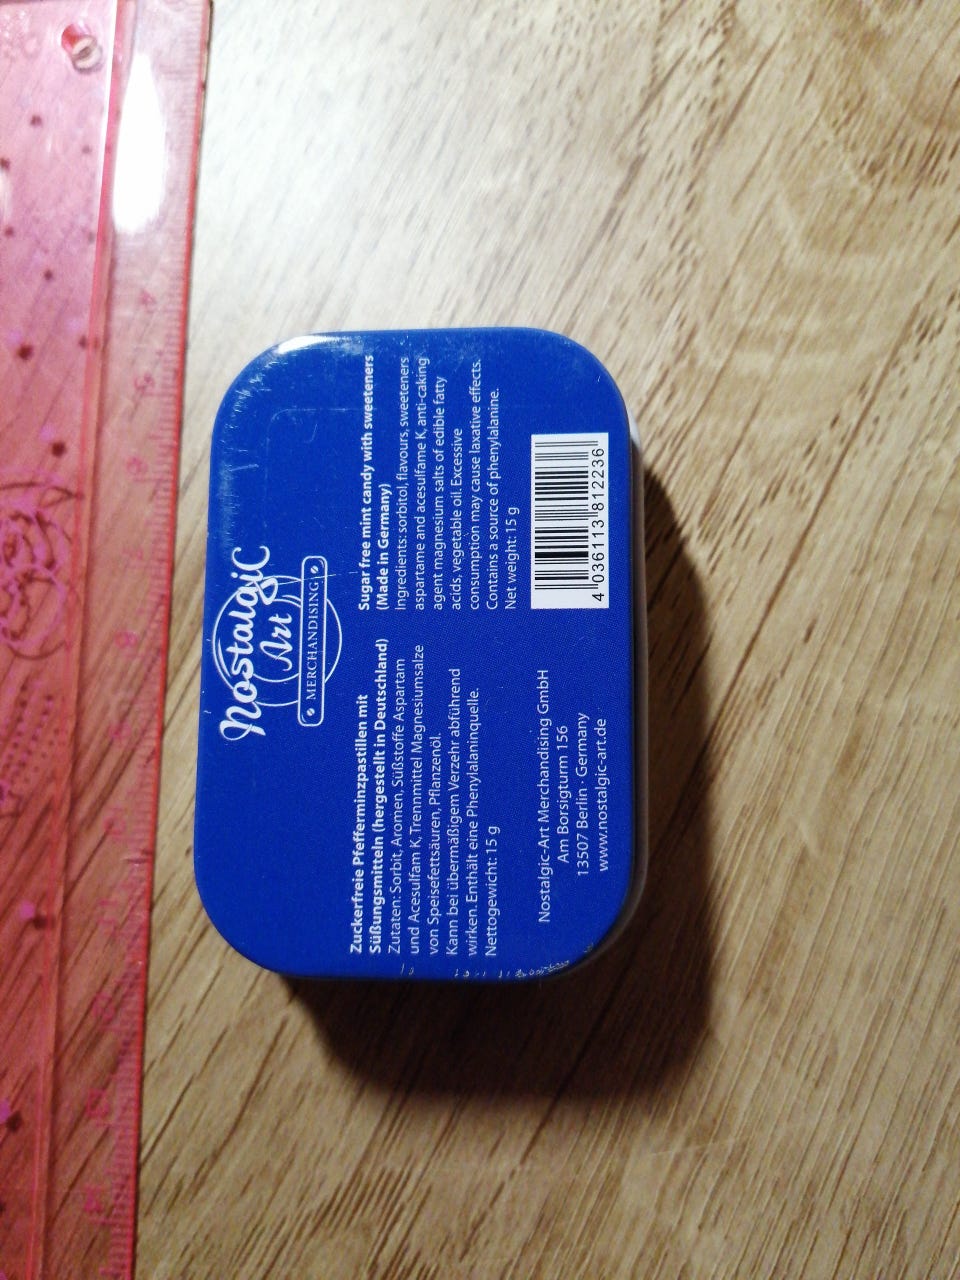 Nostalgic
Art
MERCHANDISING
Zuckerfreie Pfefferminzpastillen mit
Süßungsmitteln (hergestellt in Deutschland)
Zutaten: Sorbit, Aromen, Süßstoffe Aspartam
und Acesulfam K, Trennmittel Magnesiumsalze
von Speisefettsäuren, Pflanzenöl.
Kann bei übermäßigem Verzehr abführend
wirken. Enthält eine Phenylalaninquelle.
Nettogewicht: 15 g
Nostalgic-Art Merchandising GmbH
Am Borsigturm 156
13507 Berlin · Germany
www.nostalgic-art.de
Sugar free mint candy with sweeteners
(Made in Germany)
Ingredients: sorbitol, flavours, sweeteners
aspartame and acesulfame K, anti-caking
agent magnesium salts of edible fatty
acids, vegetable oil. Excessive
consumption may cause laxative effects.
Contains a source of phenylalanine.
Net weight: 15 g
4 036113 812236